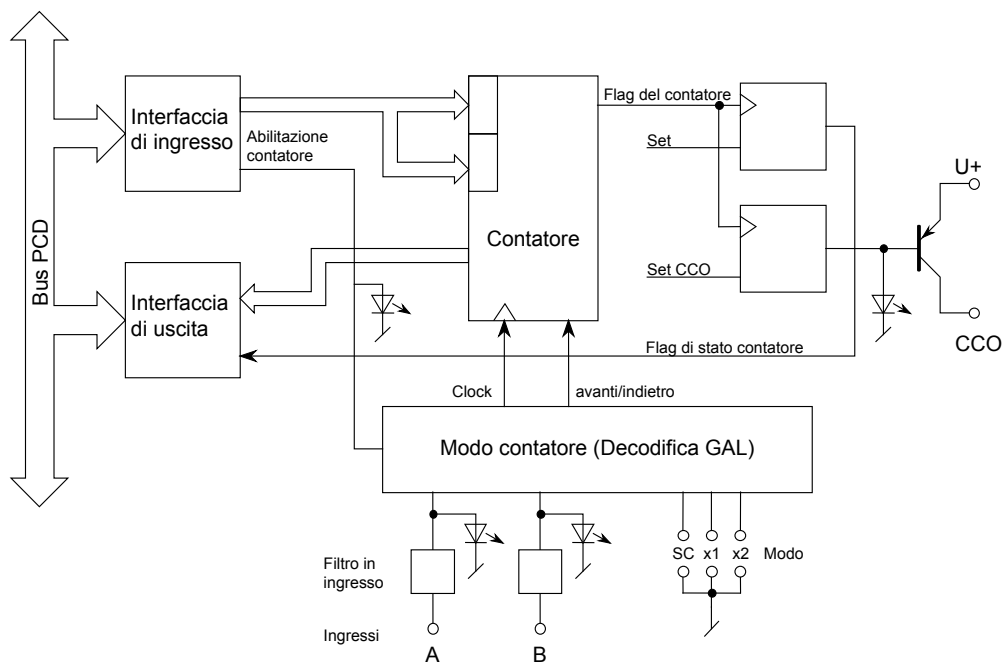 Bus PCD
Interfaccia
di ingresso
Abilitazione
contatore
Contatore
Flag del contatore
Set
Set CCO
U+
CCO
Interfaccia
di uscita
Flag di stato contatore
Clock
avanti/indietro
Modo contatore (Decodifica GAL)
SC x1 x2 Modo
Filtro in
ingresso
Ingressi
A
B